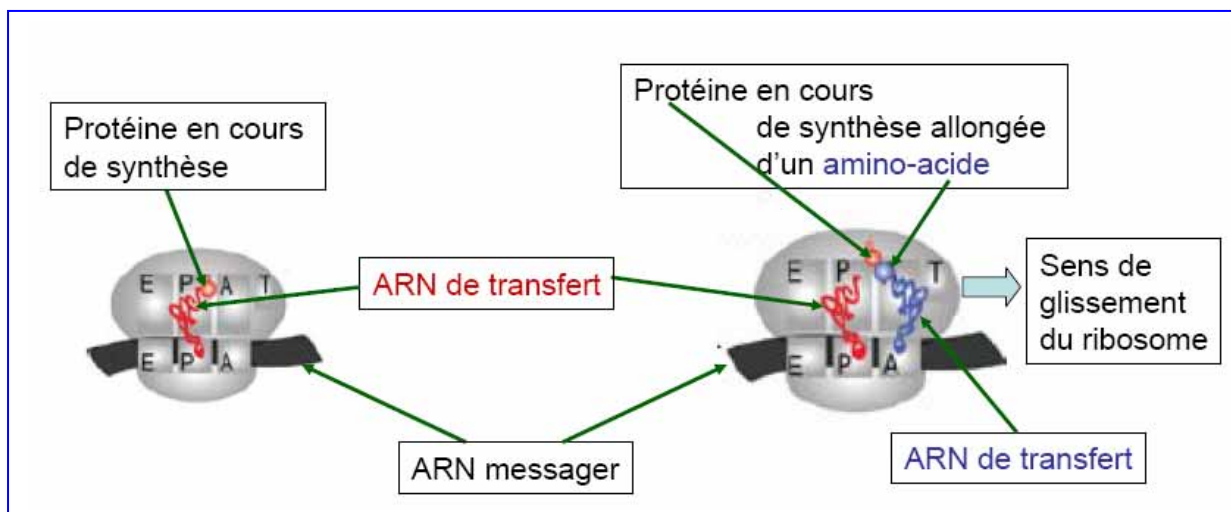 Protéine en cours
de synthèse
Protéine en cours
de synthèse allongée
d'un amino-acide
E P A T
E P T
ARN de transfert
Sens de
glissement
du ribosome
E P A
E P A
ARN messager
ARN de transfert